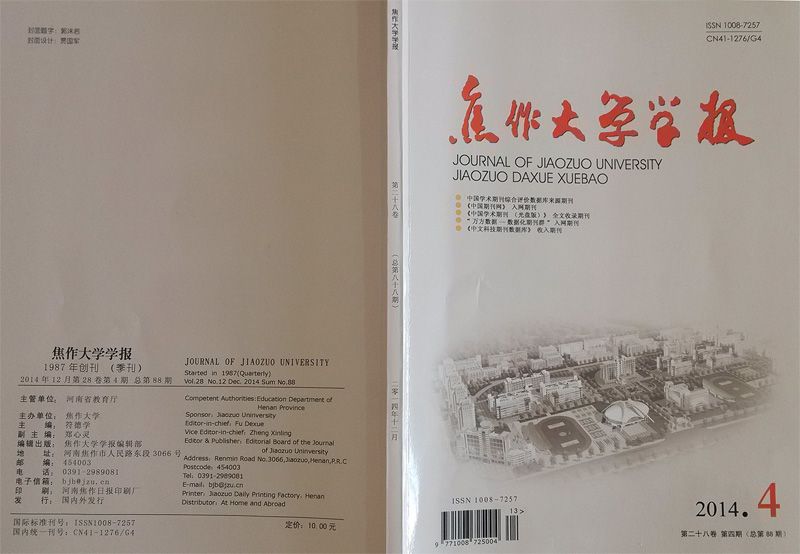 封面题字：郭沫若
封面设计：贾国军
焦作大学学报
1987年创刊 （季刊）
2014年12月第28卷第4期 总第88期
主管单位： 河南省教育厅
主办单位： 焦作大学
主 编： 符德学
副 主 编： 郑心灵
编辑出版： 焦作大学学报编辑部
地 址： 河南焦作市人民路东段3066号
邮 编： 454003
电 话： 0391-2989081
电子信箱： bjb@jzu.cn
印 刷： 河南焦作日报印刷厂
发 行： 国内外发行
JOURNAL OF JIAOZUO UNIVERSITY
Started in 1987(Quarterly)
Vol.28 No.12 Dec. 2014 Sum No.88
Competent Authorities:Education Department of
Henan Province
Sponsor: Jiaozuo Uninversity
Editor-in-chief: Fu Dexue
Vice Editor-in-chief: Zheng Xinling
Editor & Publisher: Editorial Board of the Journal
of Jiaozuo University
Address: Renmin Road No.3066,Jiaozuo,Henan,P.R.C
Postcode: 454003
Tel: 0391-2989081
E-mail: bjb@jzu.cn
Printer: Jiaozuo Daily Printing Factory, Henan
Distributor: At Home and Abroad
国际标准刊号：ISSN1008-7257
国内统一刊号：CN41-1276/G4
定价：10.00元
焦作大学学报
第二十八卷
（总第八十八期）
二○一四年十二月
ISSN 1008-7257
CN41-1276/G4
焦作大学学报
JOURNAL OF JIAOZUO UNIVERSITY
JIAOZUO DAXUE XUEBAO
中国学术期刊综合评价数据库来源期刊
《中国期刊网》 入网期刊
《中国学术期刊 （光盘版）》 全文收录期刊
“万方数据—数据化期刊群” 入网期刊
《中文科技期刊数据库》 收入期刊
ISSN 1008-7257
13>
9 771008 725004
2014.4
第二十八卷 第四期（总第88期）